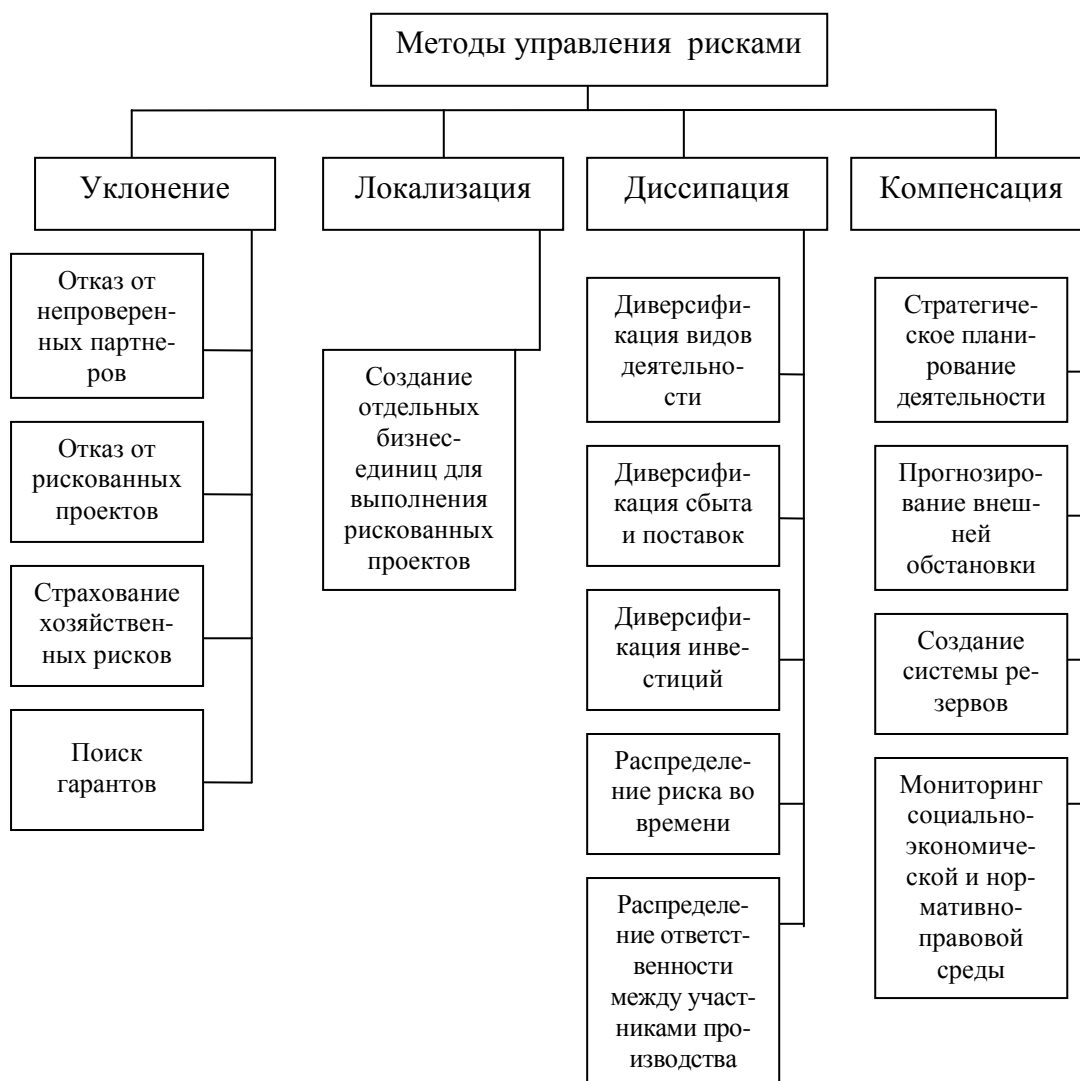 Методы управления рисками
Уклонение
Локализация
Диссипация
Компенсация
Отказ от
непроверен-
ных партне-
ров
Отказ от
рискованных
проектов
Страхование
хозяйствен-
ных рисков
Поиск
гарантов
Создание
отдельных
бизнес-
единиц для
выполнения
рискованных
проектов
Диверсифи-
кация видов
деятельно-
сти
Диверсифи-
кация сбыта
и поставок
Диверсифи-
кация инве-
стиций
Распределе-
ние риска во
времени
Распределе-
ние ответст-
венности
между участ-
никами про-
изводства
Стратегиче-
ское плани-
рование
деятельности
Прогнозиро-
вание внеш-
ней
обстановки
Создание
системы ре-
зервов
Мониторинг
социально-
экономиче-
ской и нор-
мативно-
правовой
среды